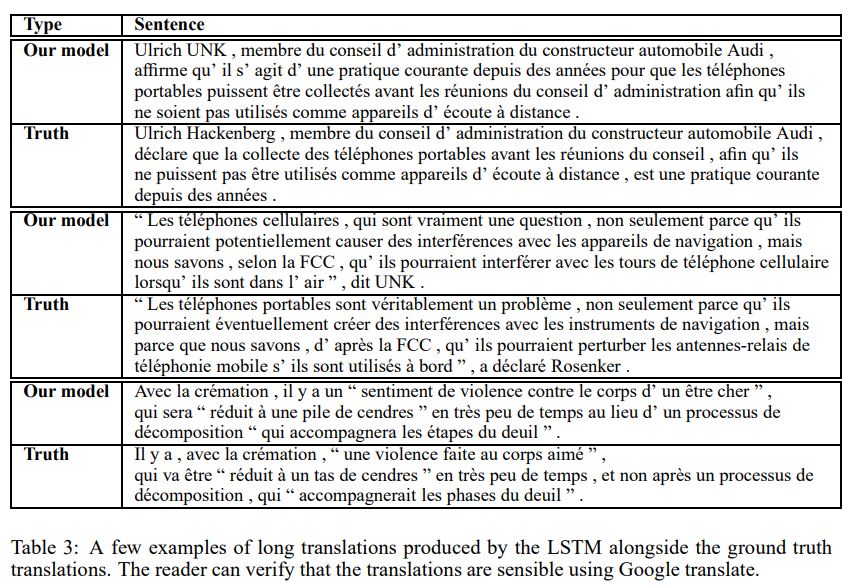 Type Sentence
Our model Ulrich UNK , membre du conseil d’ administration du constructeur automobile Audi ,
affirme qu’ il s’ agit d’ une pratique courante depuis des années pour que les téléphones
portables puissent être collectés avant les réunions du conseil d’ administration afin qu’ ils
ne soient pas utilisés comme appareils d’ écoute à distance .
Truth Ulrich Hackenberg , membre du conseil d’ administration du constructeur automobile Audi ,
déclare que la collecte des téléphones portables avant les réunions du conseil , afin qu’ ils
ne puissent pas être utilisés comme appareils d’ écoute à distance , est une pratique courante
depuis des années .
Our model “ Les téléphones cellulaires , qui sont vraiment une question , non seulement parce qu’ ils
pourraient potentiellement causer des interférences avec les appareils de navigation , mais
nous savons , selon la FCC , qu’ ils pourraient interférer avec les tours de téléphone cellulaire
lorsqu’ ils sont dans l’ air ” , dit UNK .
Truth “ Les téléphones portables sont véritablement un problème , non seulement parce qu’ ils
pourraient éventuellement créer des interférences avec les instruments de navigation , mais
parce que nous savons , d’ après la FCC , qu’ ils pourraient perturber les antennes-relais de
téléphonie mobile s’ ils sont utilisés à bord ” , a déclaré Rosenker .
Our model Avec la crémation , il y a un “ sentiment de violence contre le corps d’ un être cher ” ,
qui sera “ réduit à une pile de cendres ” en très peu de temps au lieu d’ un processus de
décomposition “ qui accompagnera les étapes du deuil ” .
Truth Il y a , avec la crémation , “ une violence faite au corps aimé ” ,
qui va être “ réduit à un tas de cendres ” en très peu de temps , et non après un processus de
décomposition , qui “ accompagnerait les phases du deuil ” .
Table 3: A few examples of long translations produced by the LSTM alongside the ground truth
translations. The reader can verify that the translations are sensible using Google translate.